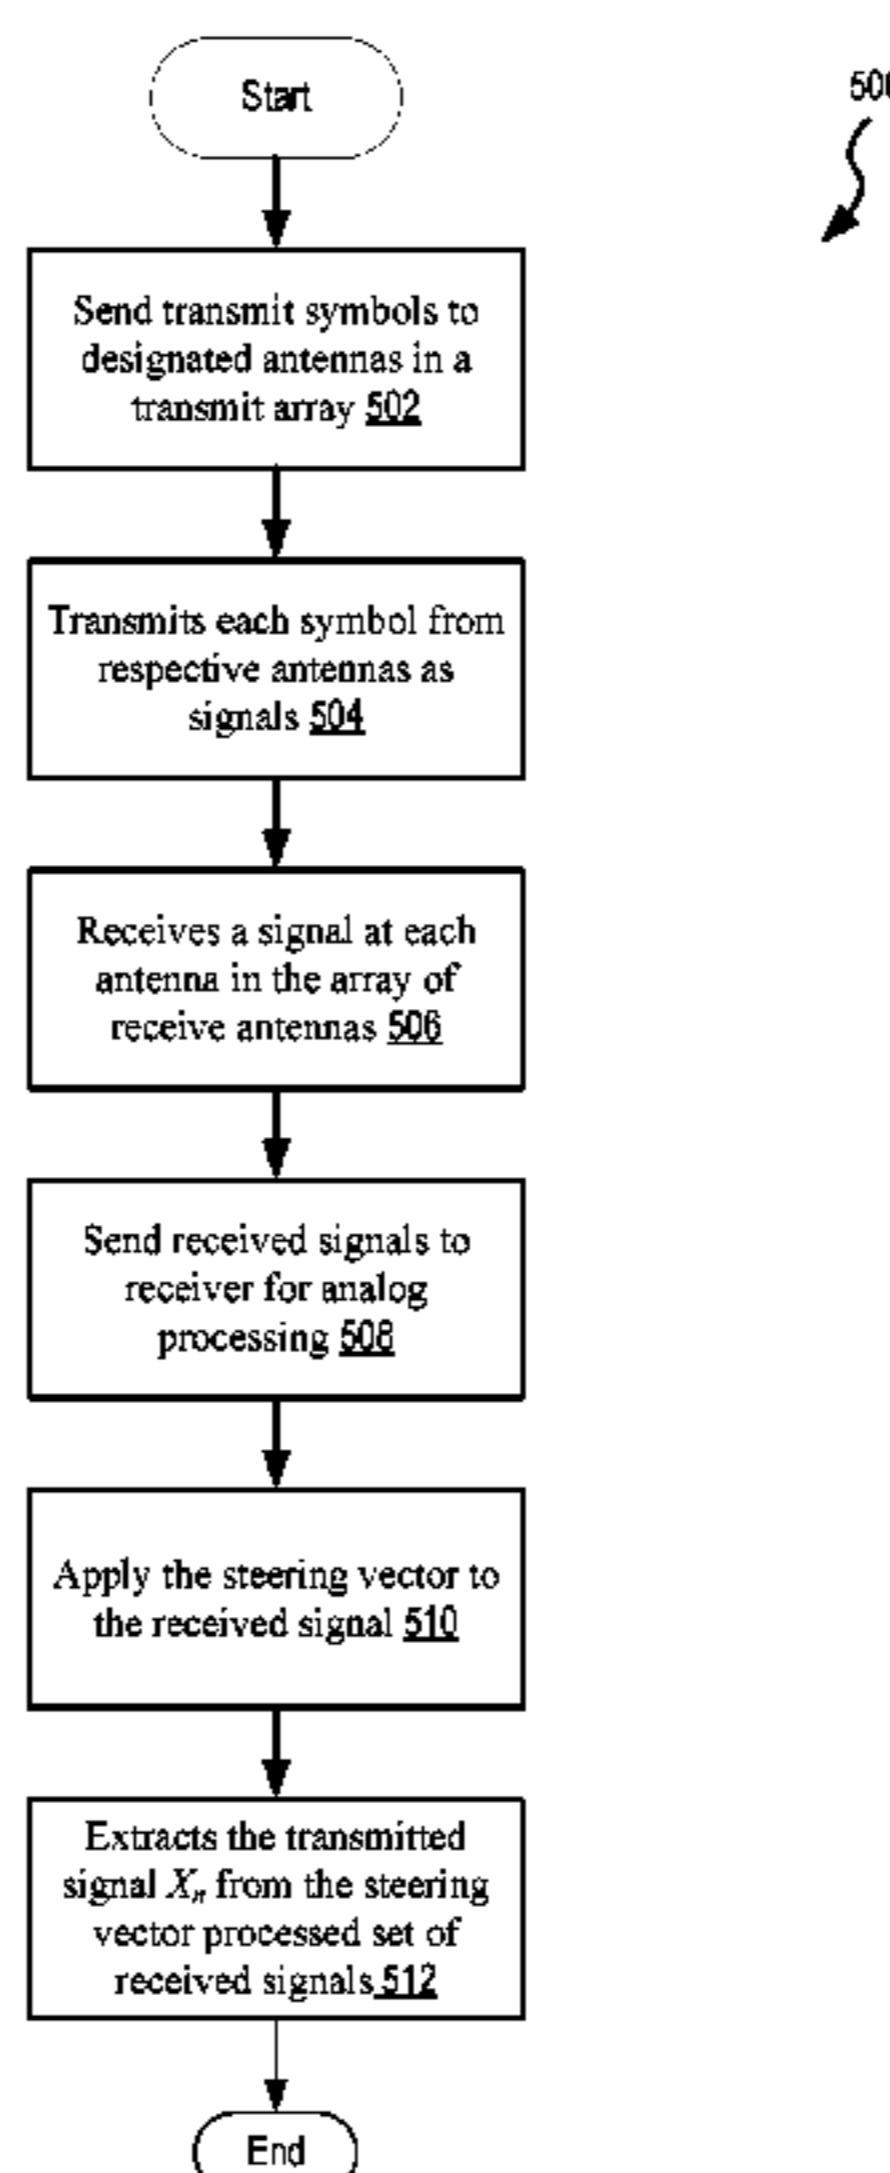 Start
500
Send transmit symbols to
designated antennas in a
transmit array 502
Transmits each symbol from
respective antennas as
signals 504
Receives a signal at each
antenna in the array of
receive antennas 506
Send received signals to
receiver for analog
processing 508
Apply the steering vector to
the received signal 510
Extracts the transmitted
signal Xn from the steering
vector processed set of
received signals 512
End